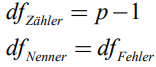 df_Zähler = p − 1
df_Nenner = df_Fehler